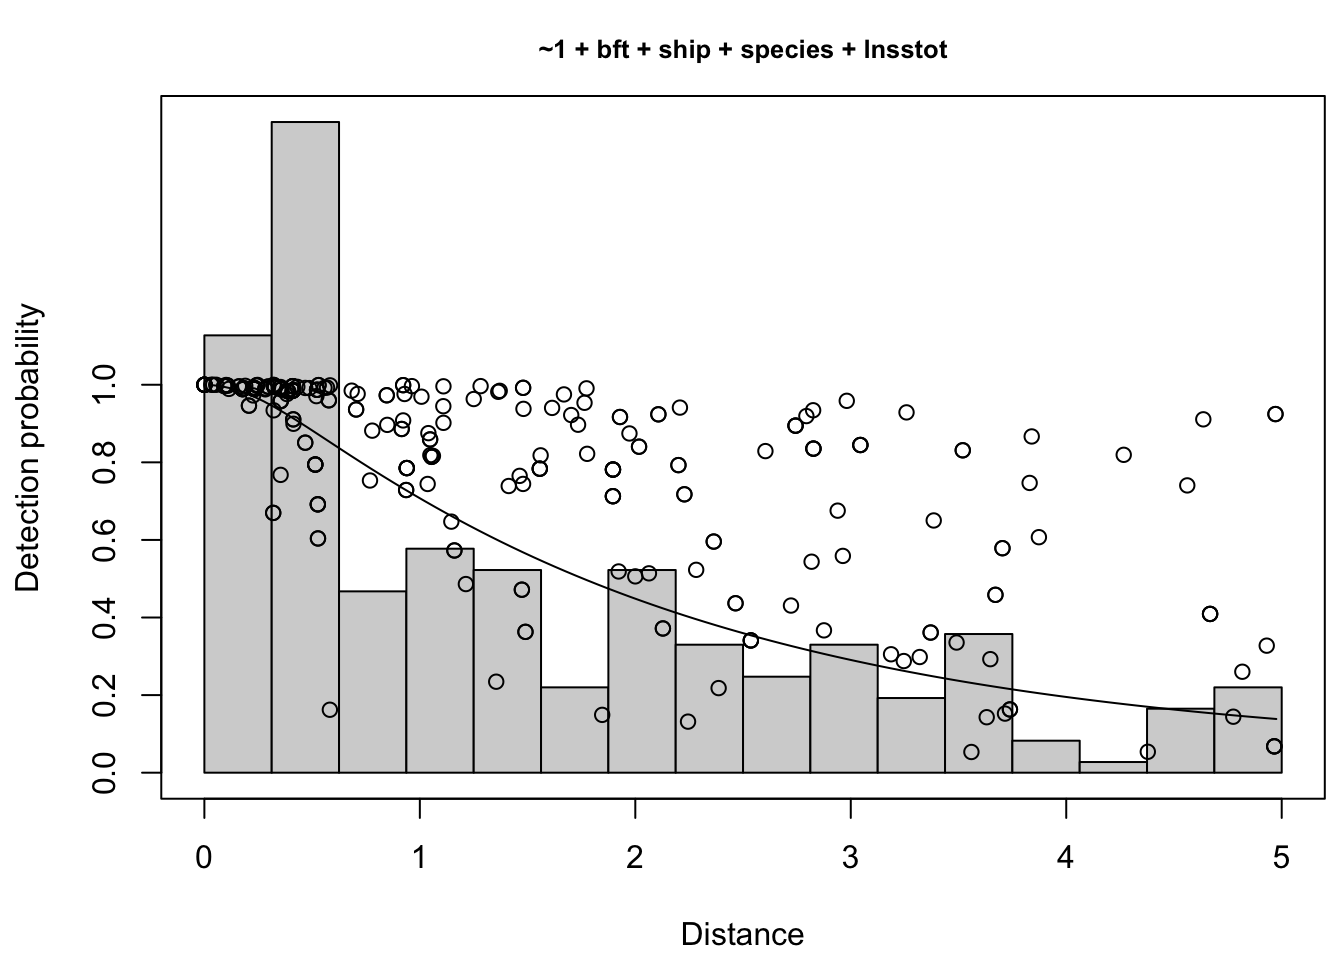 ~1 + bft + ship + species + lnsstot
Detection probability
1.0
0.8
0.6
0.4
0.2
0.0
0 1 2 3 4 5
Distance